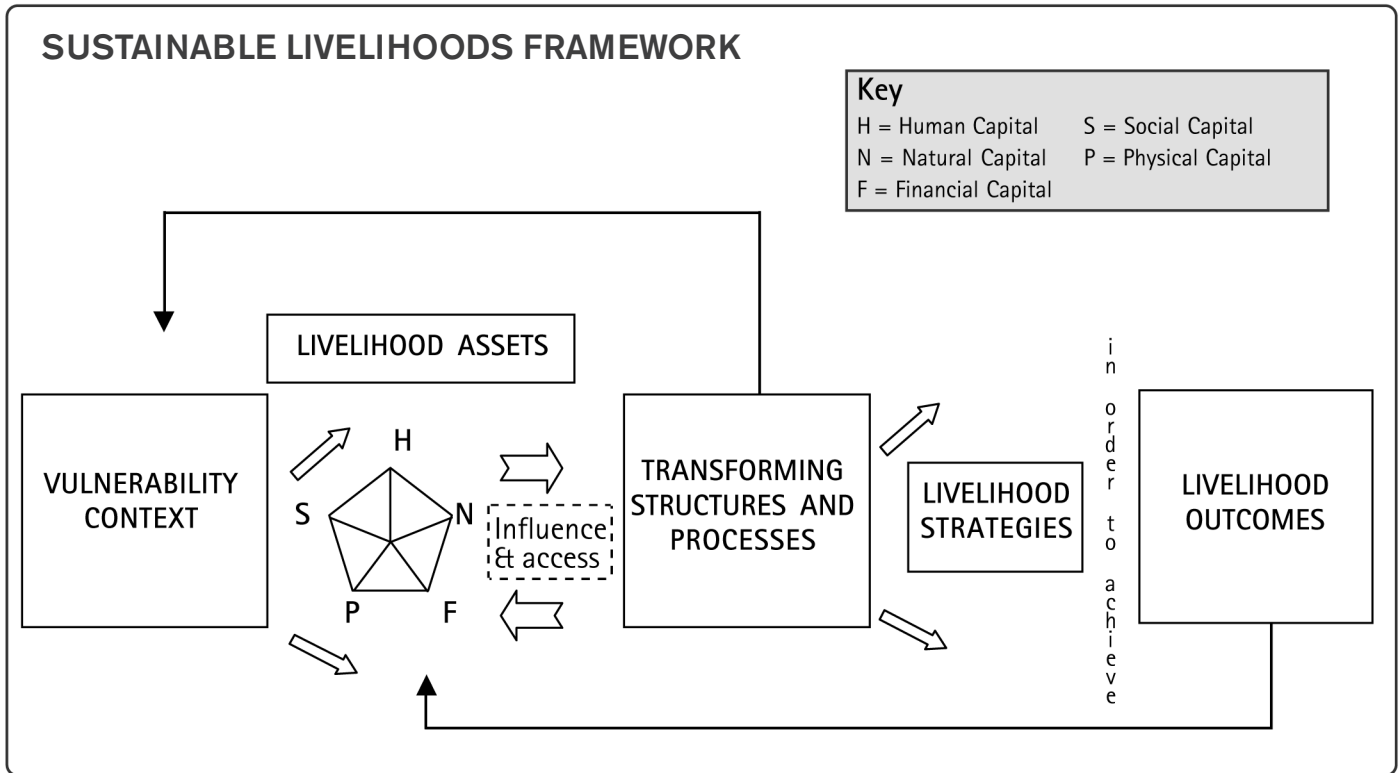 SUSTAINABLE LIVELIHOODS FRAMEWORK
Key
H = Human Capital S = Social Capital
N = Natural Capital P = Physical Capital
F = Financial Capital
LIVELIHOOD ASSETS
VULNERABILITY
CONTEXT
H
S
N
P
F
Influence
& access
TRANSFORMING
STRUCTURES AND
PROCESSES
LIVELIHOOD
STRATEGIES
in order to achieve
LIVELIHOOD
OUTCOMES